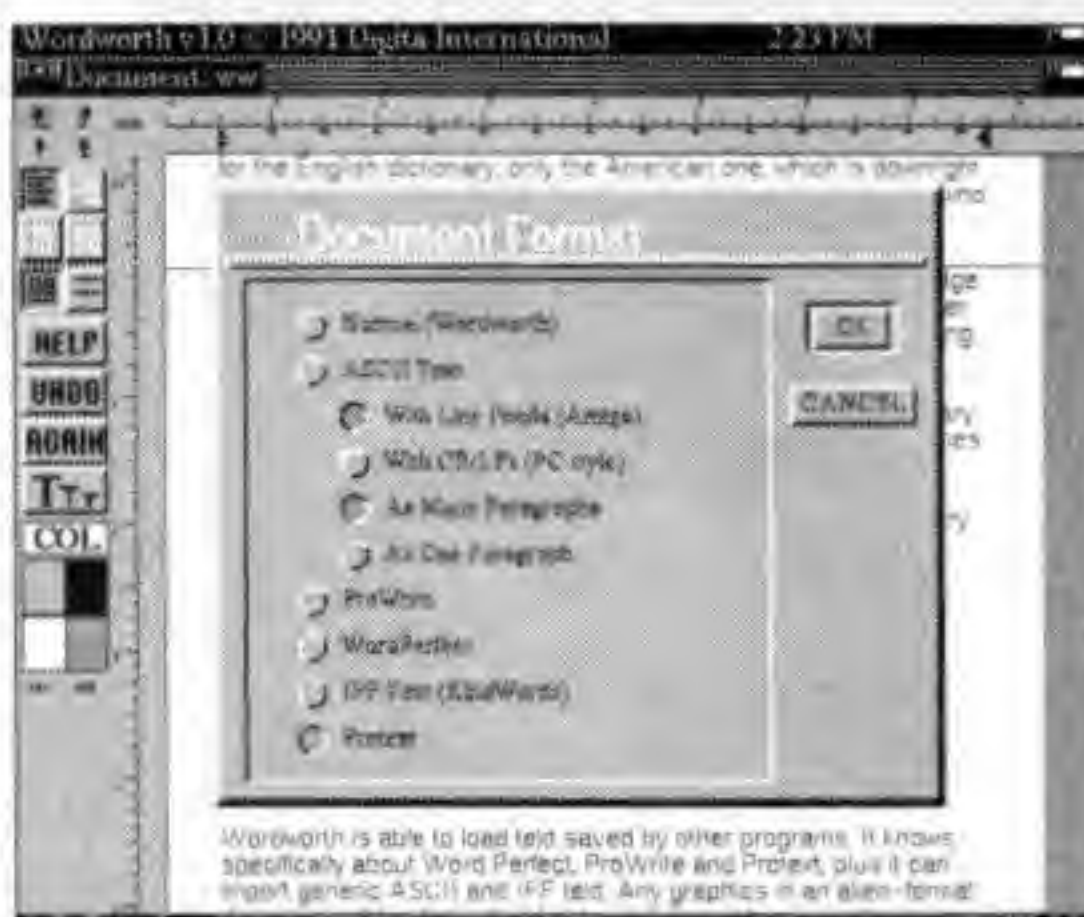 Wordworth v1.0 © 1991 Digita International 2:23 PM
Document.ww
for the English dictionary, only the American one, which is downright
Document Format
Normal (Wordworth)
ASCII Text
With Line Feeds (Amiga)
With CR/LFs (PC style)
As Many Paragraphs
As One Paragraph
ProWrite
WordPerfect
IFF Text (KindWords)
Protext
OK
CANCEL
HELP
UNDO
AGAIN
COL
Wordworth is able to load text saved by other programs. It knows
specifically about Word Perfect, ProWrite and Protext, plus it can
import generic ASCII and IFF text. Any graphics in an alien-format